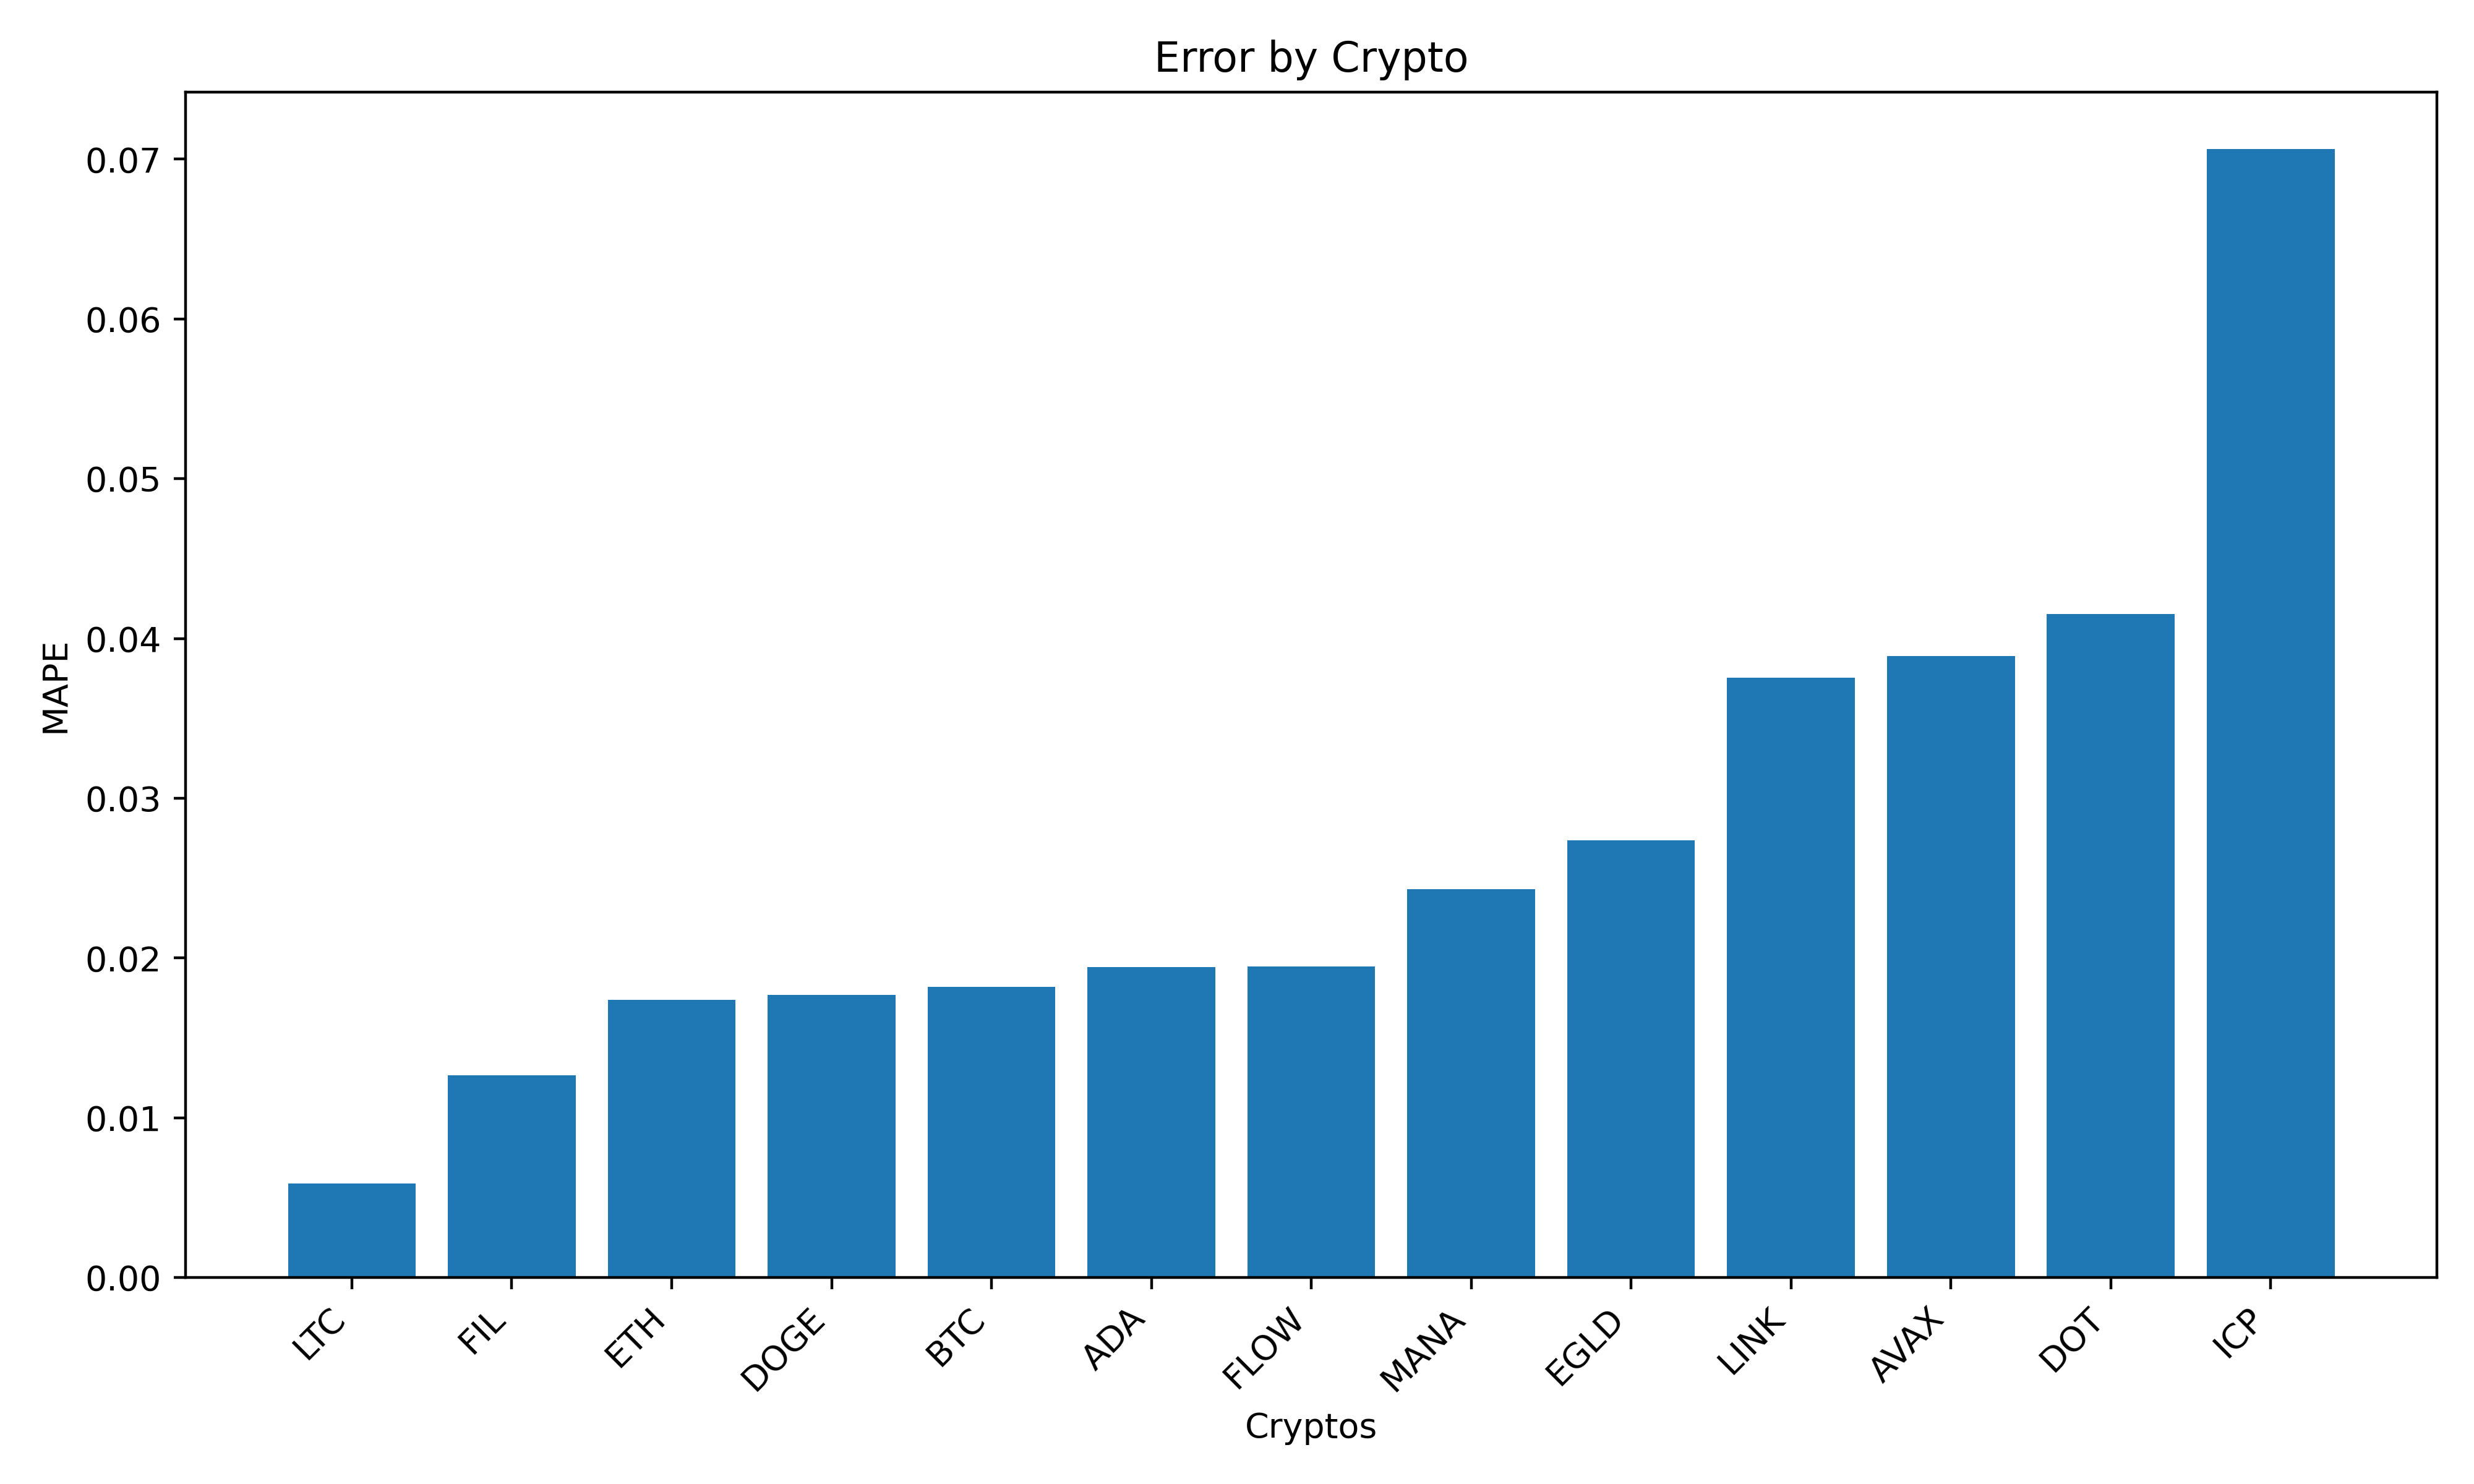 Error by Crypto
0.07
0.06
0.05
0.04
0.03
0.02
0.01
0.00
MAPE
LTC
FIL
ETH
DOGE
BTC
ADA
FLOW
MANA
EGLD
LINK
AVAX
DOT
ICP
Cryptos